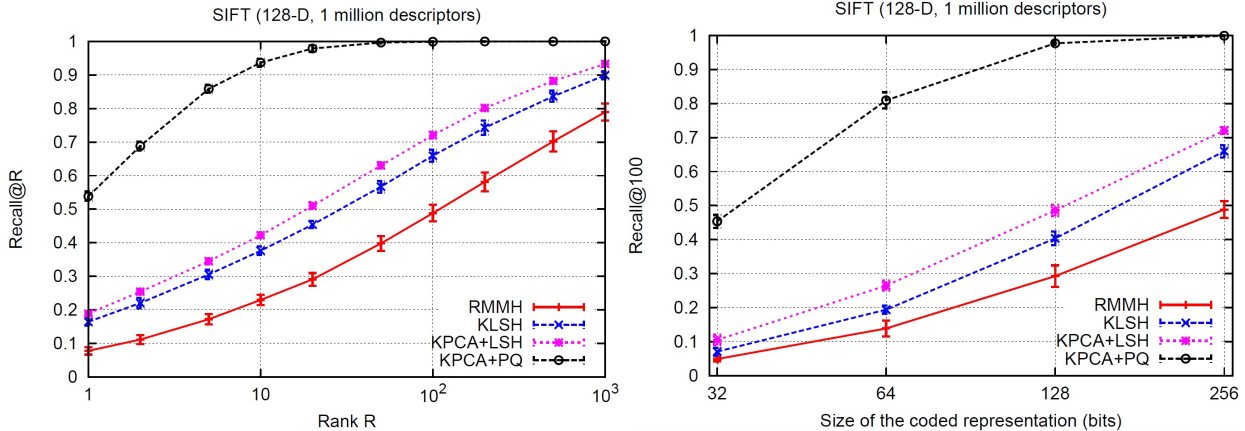 SIFT (128-D, 1 million descriptors)
1
0.9
0.8
0.7
0.6
0.5
0.4
0.3
0.2
0.1
0
Recall@R
RMMH
KLSH
KPCA+LSH
KPCA+PQ
1 10 10² 10³
Rank R
SIFT (128-D, 1 million descriptors)
1
0.9
0.8
0.7
0.6
0.5
0.4
0.3
0.2
0.1
0
Recall@100
RMMH
KLSH
KPCA+LSH
KPCA+PQ
32 64 128 256
Size of the coded representation (bits)